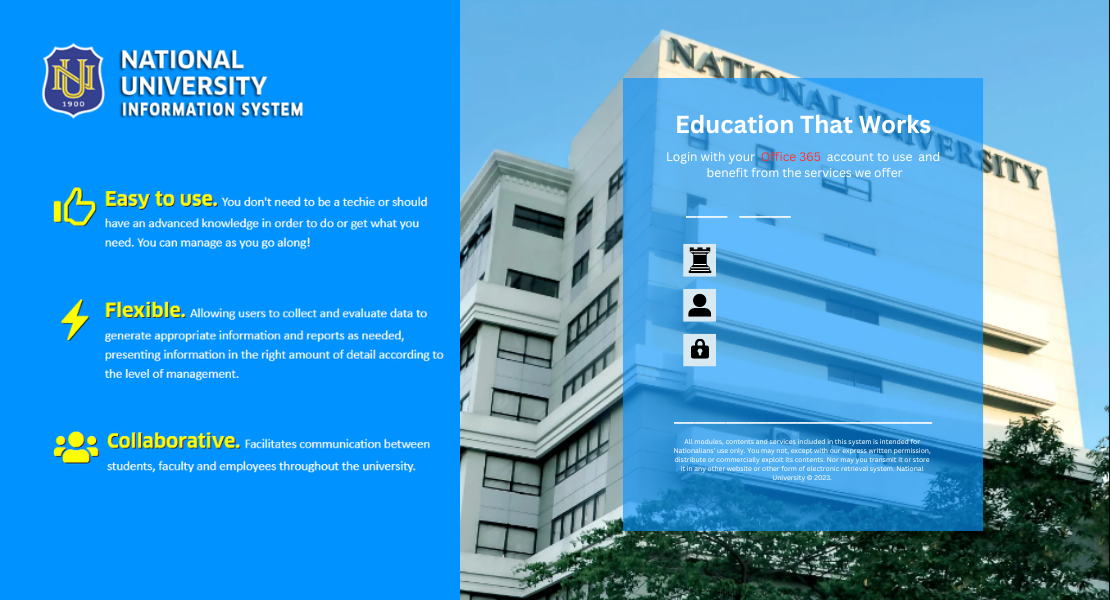 NATIONAL
UNIVERSITY
INFORMATION SYSTEM
NU
1900
Easy to use. You don't need to be a techie or should
have an advanced knowledge in order to do or get what you
need. You can manage as you go along!
Flexible. Allowing users to collect and evaluate data to
generate appropriate information and reports as needed,
presenting information in the right amount of detail according to
the level of management.
Collaborative. Facilitates communication between
students, faculty and employees throughout the university.
NATIONAL UNIVERSITY
Education That Works
Login with your Office 365 account to use and
benefit from the services we offer
All modules, contents and services included in this system is intended for
Nationalians' use only. You may not, except with our express written permission,
distribute or commercially exploit its contents. Nor may you transmit it or store
it in any other website or other form of electronic retrieval system. National
University © 2023.